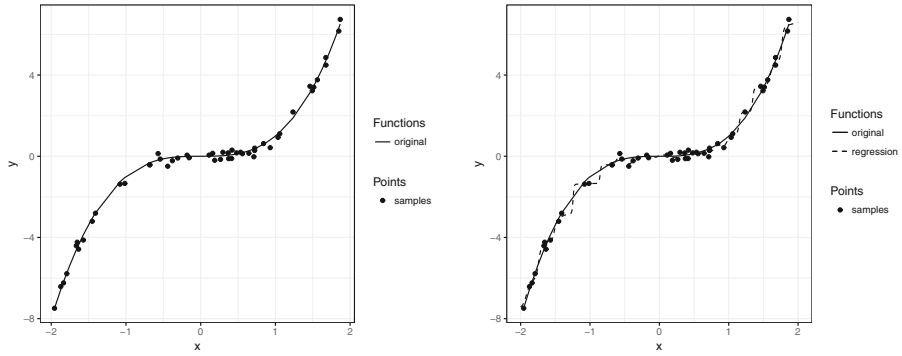 4
0
−4
−8
y
−2
−1
0
1
2
x
Functions
original
Points
samples
4
0
−4
−8
y
−2
−1
0
1
2
x
Functions
original
regression
Points
samples